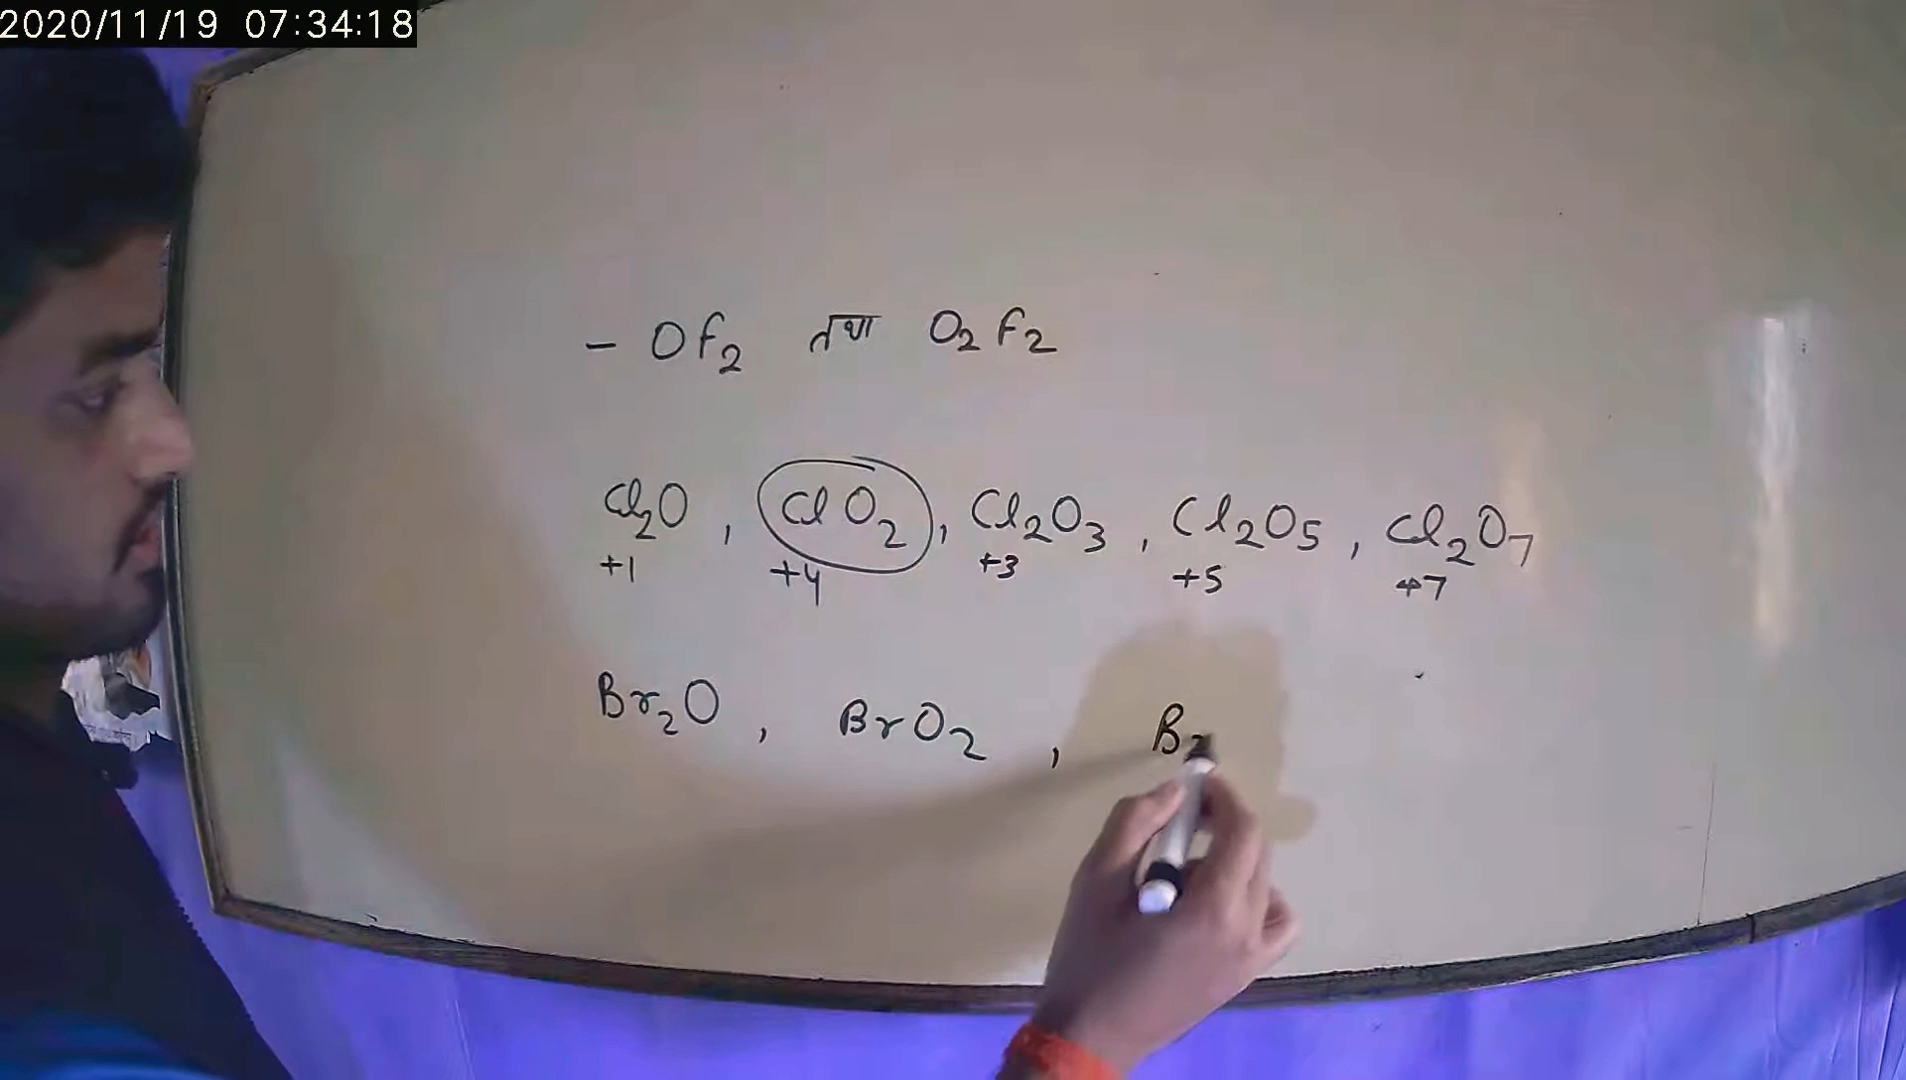 2020/11/19 07:34:18
- OF2 तथा O2F2
Cl2O, ClO2, Cl2O3, Cl2O5, Cl2O7
+1 +4 +3 +5 +7
Br2O, BrO2, Br